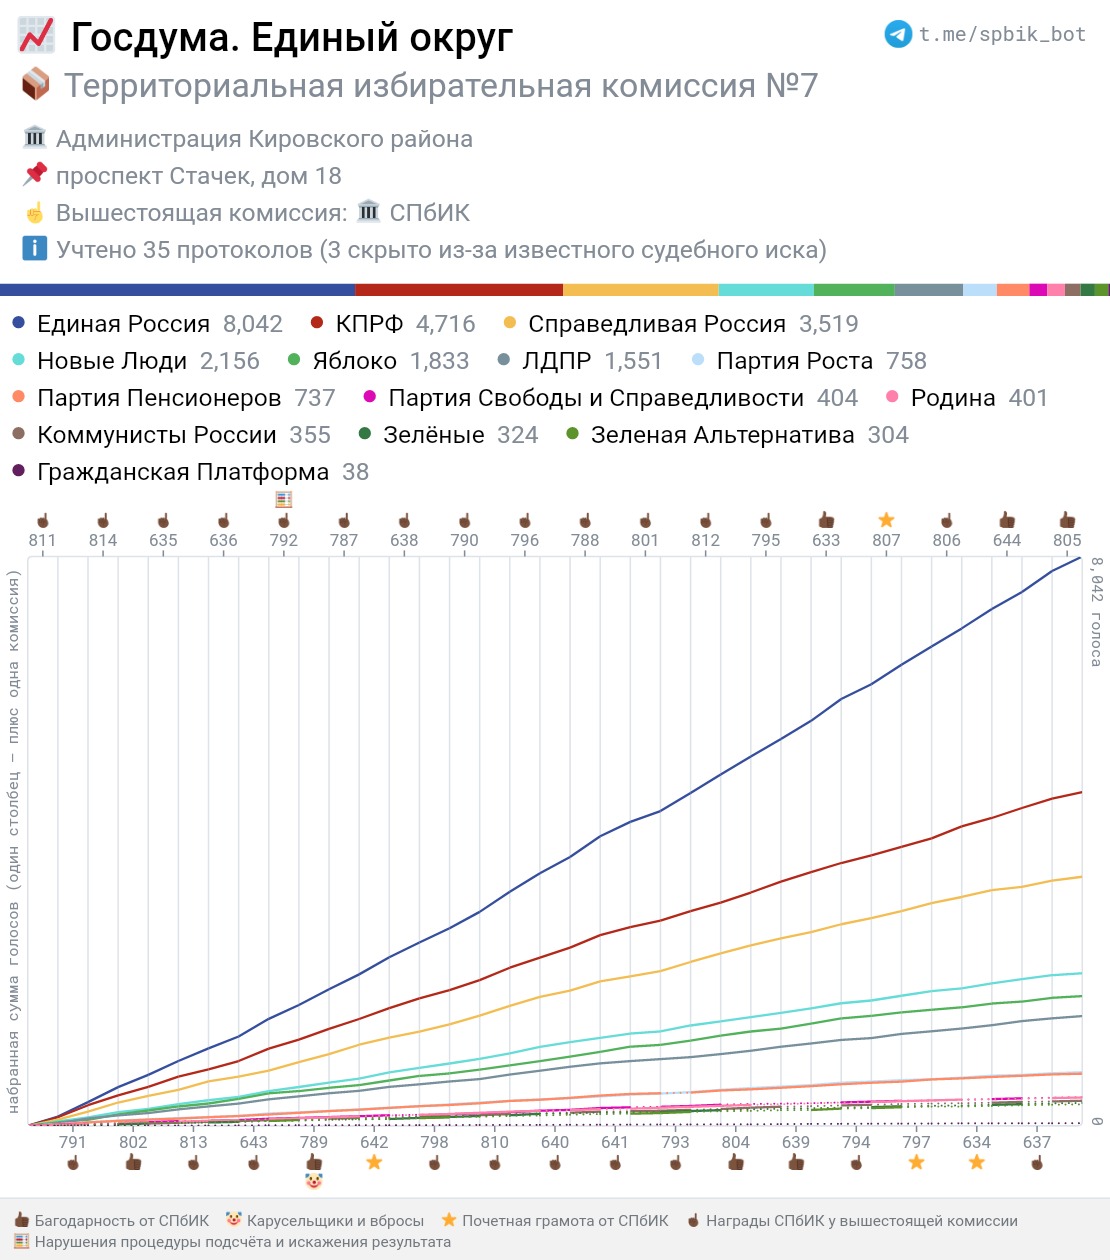 Госдума. Единый округ
t.me/spbik_bot
Территориальная избирательная комиссия №7
Администрация Кировского района
проспект Стачек, дом 18
Вышестоящая комиссия: СПбИК
Учтено 35 протоколов (3 скрыто из-за известного судебного иска)
Единая Россия 8,042 КПРФ 4,716 Справедливая Россия 3,519
Новые Люди 2,156 Яблоко 1,833 ЛДПР 1,551 Партия Роста 758
Партия Пенсионеров 737 Партия Свободы и Справедливости 404 Родина 401
Коммунисты России 355 Зелёные 324 Зеленая Альтернатива 304
Гражданская Платформа 38
811 814 635 636 792 787 638 790 796 788 801 812 795 633 807 806 644 805
набранная сумма голосов (один столбец — плюс одна комиссия)
8,042 голоса
0
791 802 813 643 789 642 798 810 640 641 793 804 639 794 797 634 637
Багодарность от СПбИК Карусельщики и вбросы Почетная грамота от СПбИК Награды СПбИК у вышестоящей комиссии
Нарушения процедуры подсчёта и искажения результата